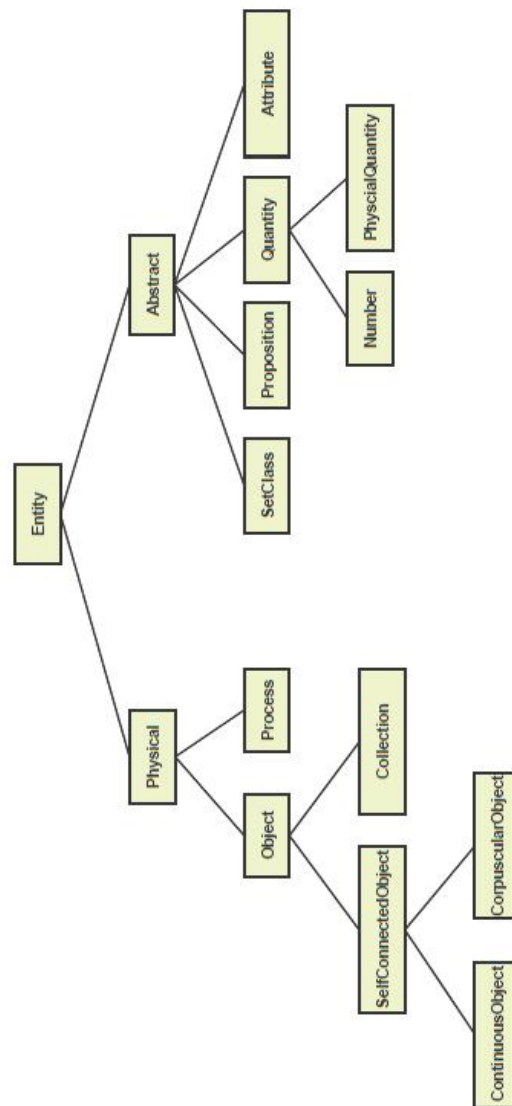 Entity
Physical
Abstract
Object
Process
SetClass
Proposition
Quantity
Attribute
SelfConnectedObject
Collection
Number
PhyscialQuantity
ContinuousObject
CorpuscularObject